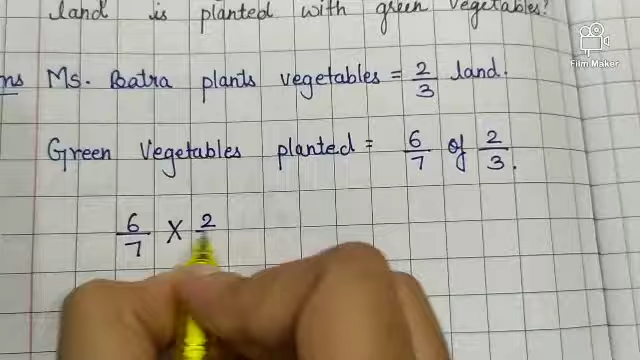 land is planted with green vegetables?
ns Ms. Batra plants vegetables = 2/3 land.
Green Vegetables planted = 6/7 of 2/3.
6/7 X 2
Film Maker